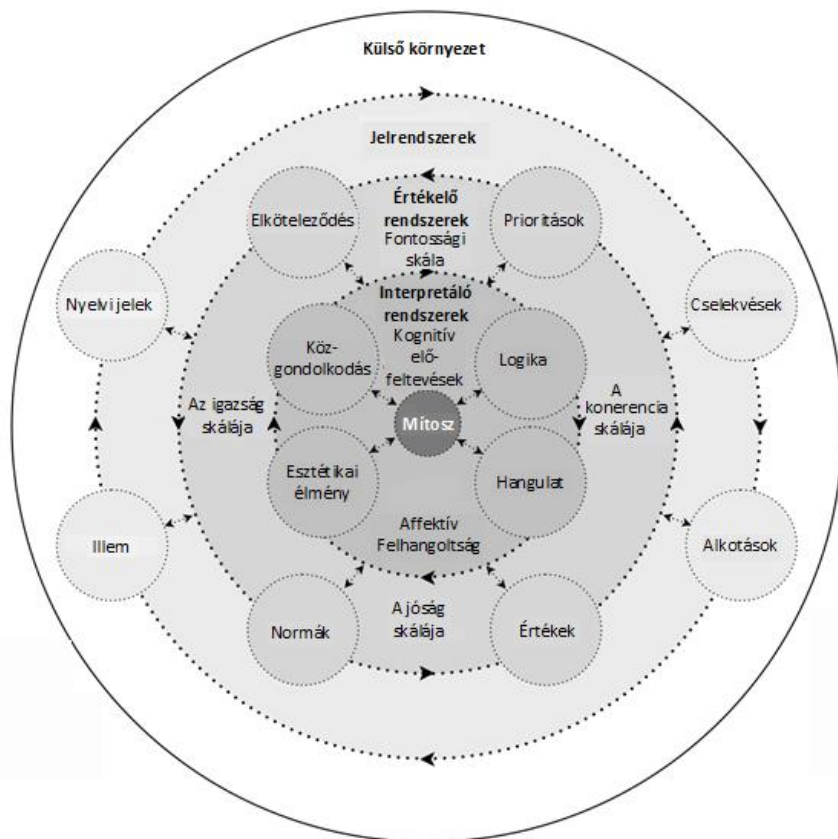 Külső környezet
Jelrendszerek
Értékelő
rendszerek
Fontossági
skála
Elköteleződés
Prioritások
Interpretáló
rendszerek
Kognitív
elő-
feltevések
Nyelvi jelek
Cselekvések
Köz-
gondolkodás
Logika
Az igazság
skálája
Mítosz
A
konerencia
skálája
Esztétikai
élmény
Hangulat
Affektív
Felhangoltság
Illem
Alkotások
A jóság
skálája
Normák
Értékek